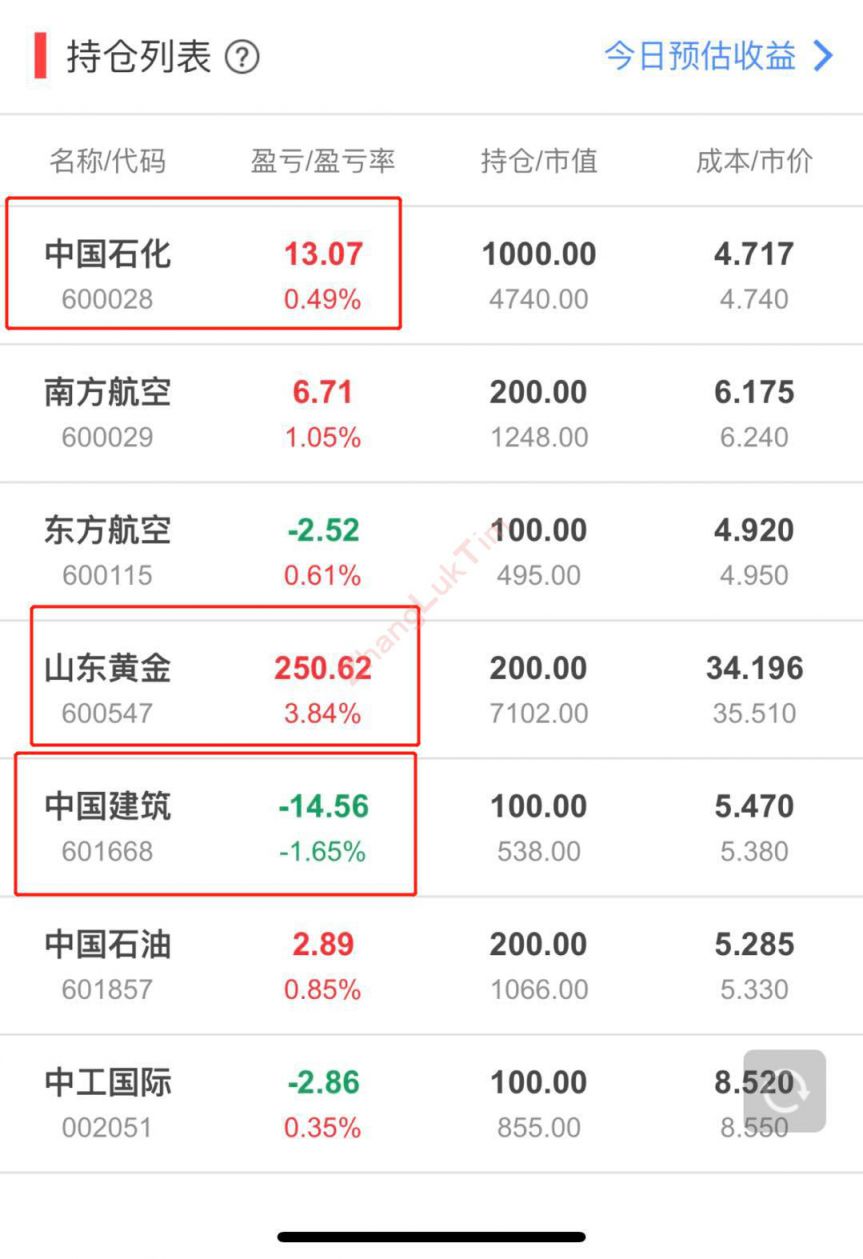 持仓列表 ? 今日预估收益 >
名称/代码 盈亏/盈亏率 持仓/市值 成本/市价
中国石化 13.07 1000.00 4.717
600028 0.49% 4740.00 4.740
南方航空 6.71 200.00 6.175
600029 1.05% 1248.00 6.240
东方航空 -2.52 100.00 4.920
600115 0.61% 495.00 4.950
ZhangLukTim
山东黄金 250.62 200.00 34.196
600547 3.84% 7102.00 35.510
中国建筑 -14.56 100.00 5.470
601668 -1.65% 538.00 5.380
中国石油 2.89 200.00 5.285
601857 0.85% 1066.00 5.330
中工国际 -2.86 100.00 8.520
002051 0.35% 855.00 8.550